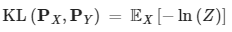 KL (P_X, P_Y) = 𝔼_X [− ln (Z)]